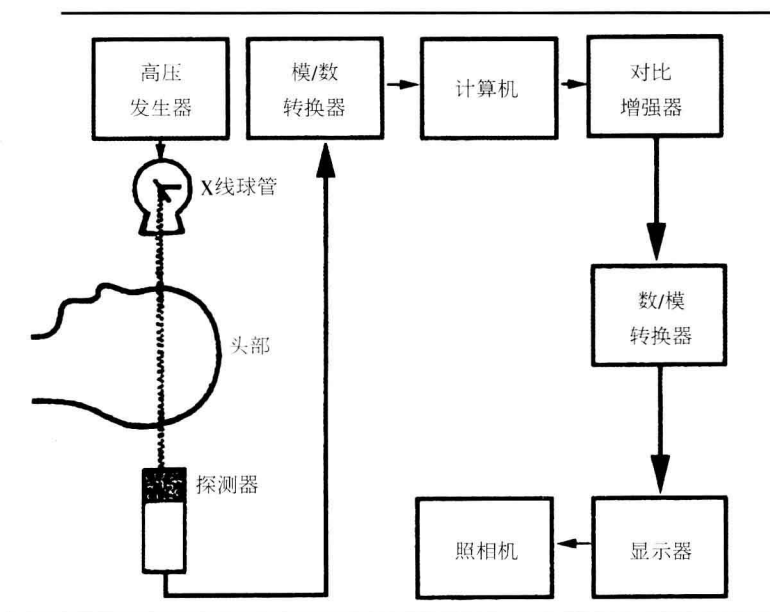 高压
发生器
模/数
转换器
计算机
对比
增强器
X线球管
数/模
转换器
头部
探测器
照相机
显示器